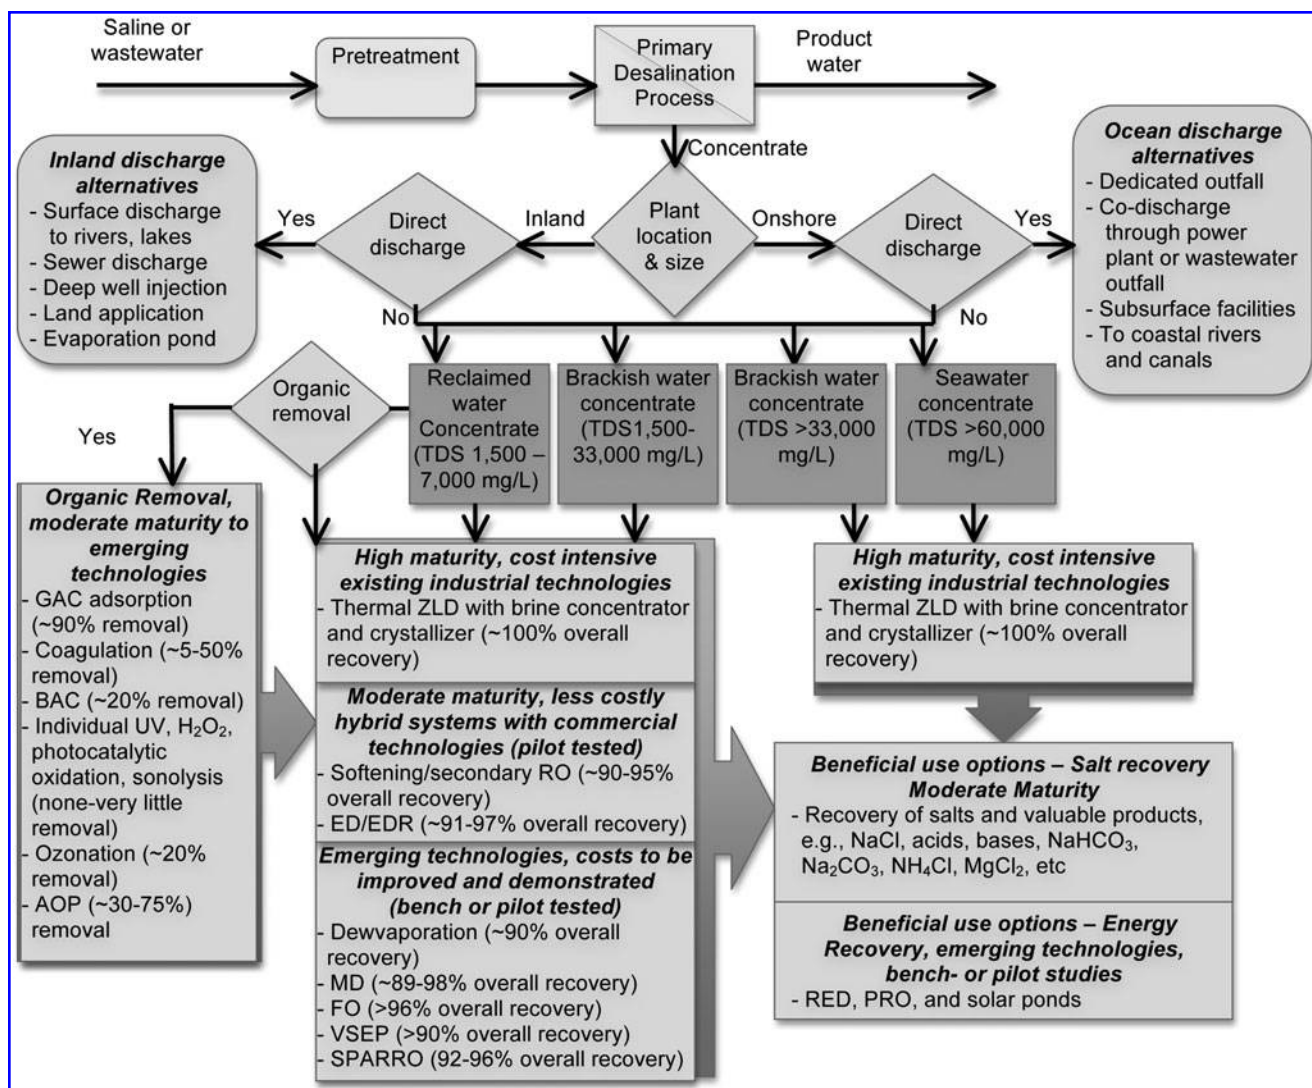 Saline or
wastewater
Pretreatment
Primary
Desalination
Process
Product
water
Concentrate
Inland discharge
alternatives
- Surface discharge
to rivers, lakes
- Sewer discharge
- Deep well injection
- Land application
- Evaporation pond
Yes
Direct
discharge
Inland
Plant
location
& size
Onshore
Direct
discharge
Yes
Ocean discharge
alternatives
- Dedicated outfall
- Co-discharge
through power
plant or wastewater
outfall
- Subsurface facilities
- To coastal rivers
and canals
No
No
Organic
removal
Yes
Reclaimed
water
Concentrate
(TDS 1,500 –
7,000 mg/L)
Brackish water
concentrate
(TDS1,500-
33,000 mg/L)
Brackish water
concentrate
(TDS >33,000
mg/L)
Seawater
concentrate
(TDS >60,000
mg/L)
Organic Removal,
moderate maturity to
emerging
technologies
- GAC adsorption
(~90% removal)
- Coagulation (~5-50%
removal)
- BAC (~20% removal)
- Individual UV, H₂O₂,
photocatalytic
oxidation, sonolysis
(none-very little
removal)
- Ozonation (~20%
removal)
- AOP (~30-75%)
removal
High maturity, cost intensive
existing industrial technologies
- Thermal ZLD with brine concentrator
and crystallizer (~100% overall
recovery)
Moderate maturity, less costly
hybrid systems with commercial
technologies (pilot tested)
- Softening/secondary RO (~90-95%
overall recovery)
- ED/EDR (~91-97% overall recovery)
Emerging technologies, costs to be
improved and demonstrated
(bench or pilot tested)
- Dewvaporation (~90% overall
recovery)
- MD (~89-98% overall recovery)
- FO (>96% overall recovery)
- VSEP (>90% overall recovery)
- SPARRO (92-96% overall recovery)
High maturity, cost intensive
existing industrial technologies
- Thermal ZLD with brine concentrator
and crystallizer (~100% overall
recovery)
Beneficial use options – Salt recovery
Moderate Maturity
- Recovery of salts and valuable products,
e.g., NaCl, acids, bases, NaHCO₃,
Na₂CO₃, NH₄Cl, MgCl₂, etc
Beneficial use options – Energy
Recovery, emerging technologies,
bench- or pilot studies
- RED, PRO, and solar ponds